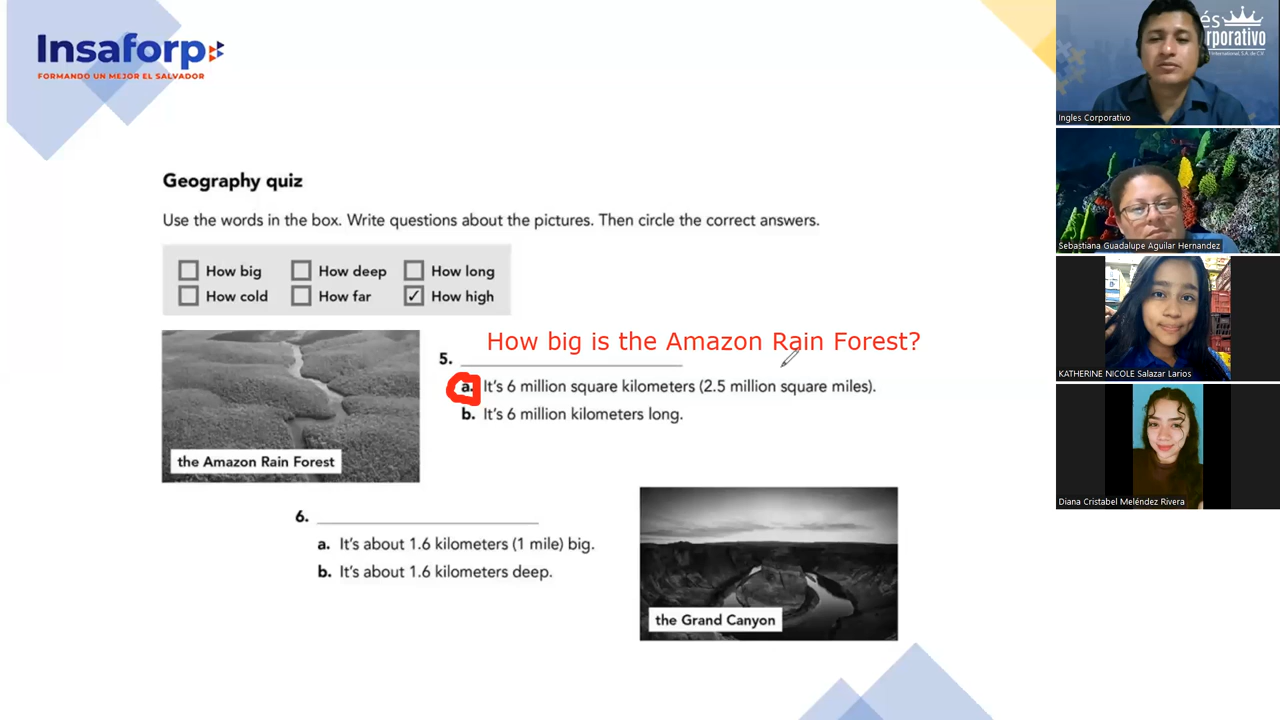 Insaforp
FORMANDO UN MEJOR EL SALVADOR
Geography quiz
Use the words in the box. Write questions about the pictures. Then circle the correct answers.
How big
How deep
How long
How cold
How far
✓ How high
the Amazon Rain Forest
5.
How big is the Amazon Rain Forest?
a. It's 6 million square kilometers (2.5 million square miles).
b. It's 6 million kilometers long.
6.
a. It's about 1.6 kilometers (1 mile) big.
b. It's about 1.6 kilometers deep.
the Grand Canyon
és
rporativo
International, S.A. de C.V.
Ingles Corporativo
Sebastiana Guadalupe Aguilar Hernandez
KATHERINE NICOLE Salazar Larios
Diana Cristabel Meléndez Rivera